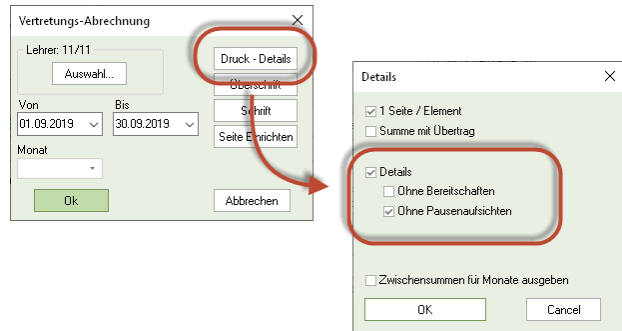 Vertretungs-Abrechnung
Lehrer: 11/11
Auswahl...
Von
Bis
01.09.2019
30.09.2019
Monat
Ok
Druck - Details
Überschrift
Schrift
Seite Einrichten
Abbrechen
Details
1 Seite / Element
Summe mit Übertrag
Details
Ohne Bereitschaften
Ohne Pausenaufsichten
Zwischensummen für Monate ausgeben
OK
Cancel